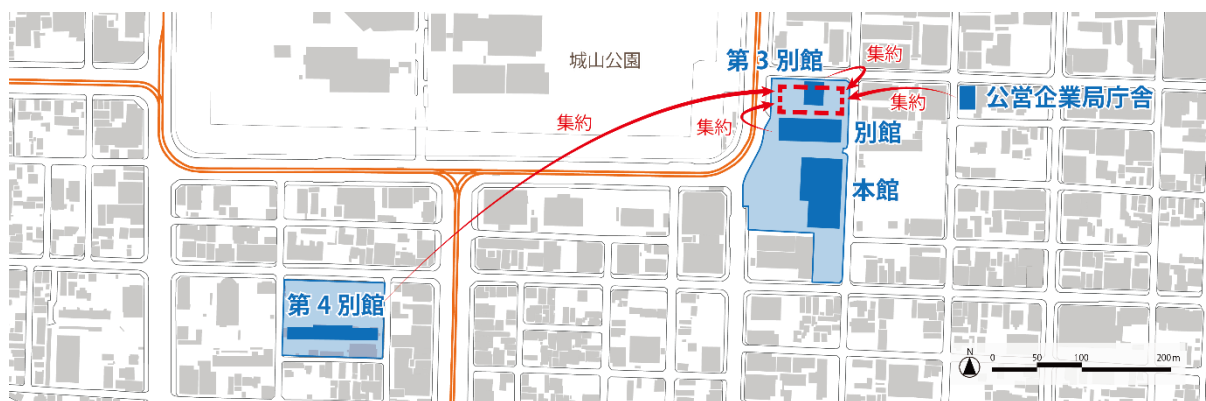 城山公園
第3別館
集約
公営企業局庁舎
集約
集約
集約
別館
本館
第4別館
N
0 50 100 200m